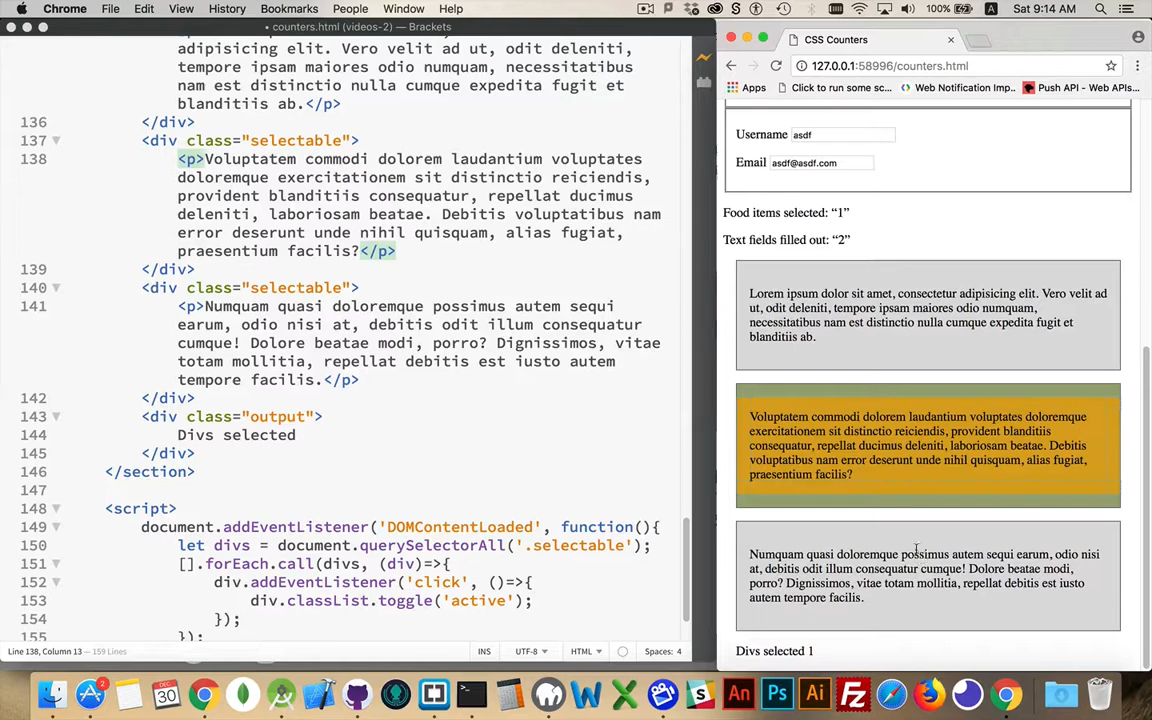 Chrome File Edit View History Bookmarks People Window Help 100% A Sat 9:14 AM
• counters.html (videos-2) — Brackets
adipisicing elit. Vero velit ad ut, odit deleniti,
tempore ipsam maiores odio numquam, necessitatibus
nam est distinctio nulla cumque expedita fugit et
blanditiis ab.</p>
136 </div>
137 <div class="selectable">
138 <p>Voluptatem commodi dolorem laudantium voluptates
doloremque exercitationem sit distinctio reiciendis,
provident blanditiis consequatur, repellat ducimus
deleniti, laboriosam beatae. Debitis voluptatibus nam
error deserunt unde nihil quisquam, alias fugiat,
praesentium facilis?</p>
139 </div>
140 <div class="selectable">
141 <p>Numquam quasi doloremque possimus autem sequi
earum, odio nisi at, debitis odit illum consequatur
cumque! Dolore beatae modi, porro? Dignissimos, vitae
totam mollitia, repellat debitis est iusto autem
tempore facilis.</p>
142 </div>
143 <div class="output">
144 Divs selected
145 </div>
146 </section>
147
148 <script>
149 document.addEventListener('DOMContentLoaded', function(){
150 let divs = document.querySelectorAll('.selectable');
151 [].forEach.call(divs, (div)=>{
152 div.addEventListener('click', ()=>{
153 div.classList.toggle('active');
154 });
155 });
Line 138, Column 13 — 159 Lines INS UTF-8 HTML Spaces: 4
CSS Counters
127.0.0.1:58996/counters.html
Apps Click to run some sc... Web Notification Imp... Push API - Web APIs...
Username asdf
Email asdf@asdf.com
Food items selected: “1”
Text fields filled out: “2”
Lorem ipsum dolor sit amet, consectetur adipisicing elit. Vero velit ad
ut, odit deleniti, tempore ipsam maiores odio numquam,
necessitatibus nam est distinctio nulla cumque expedita fugit et
blanditiis ab.
Voluptatem commodi dolorem laudantium voluptates doloremque
exercitationem sit distinctio reiciendis, provident blanditiis
consequatur, repellat ducimus deleniti, laboriosam beatae. Debitis
voluptatibus nam error deserunt unde nihil quisquam, alias fugiat,
praesentium facilis?
Numquam quasi doloremque possimus autem sequi earum, odio nisi
at, debitis odit illum consequatur cumque! Dolore beatae modi,
porro? Dignissimos, vitae totam mollitia, repellat debitis est iusto
autem tempore facilis.
Divs selected 1
2 DEC 30 W X S An Ps Ai Fz